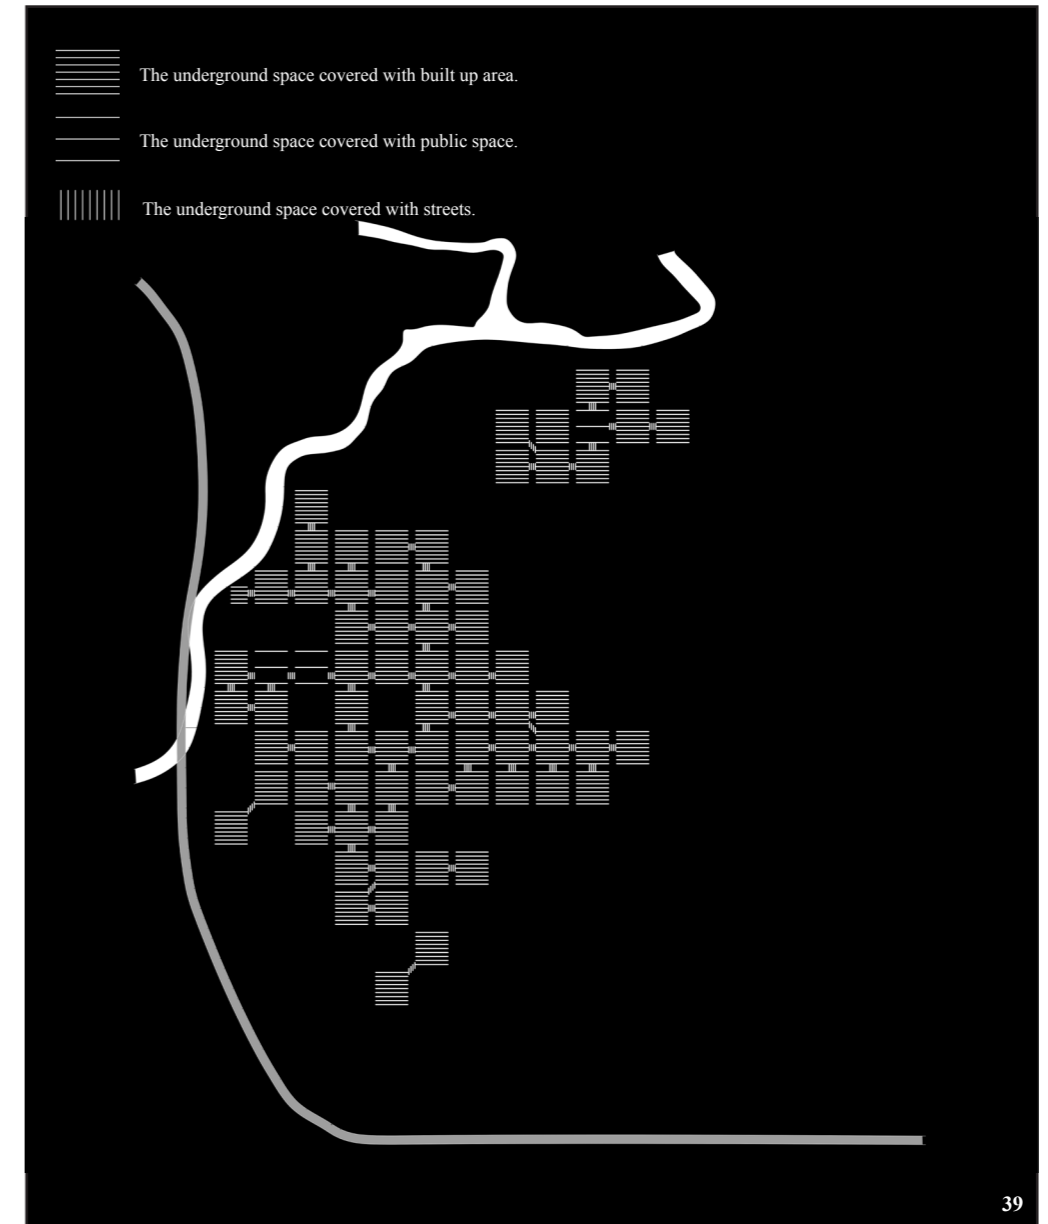 The underground space covered with built up area.
The underground space covered with public space.
The underground space covered with streets.
39